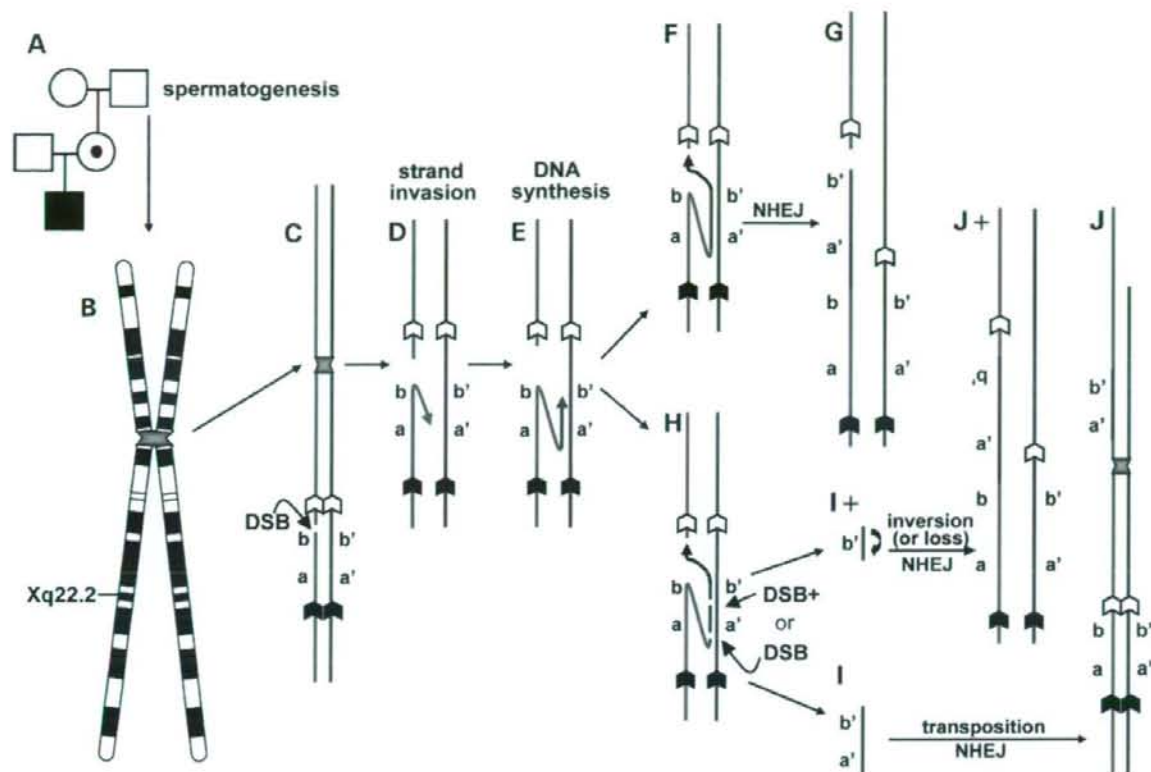 A
spermatogenesis
B
Xq22.2
C
DSB
b b'
a a'
strand
invasion
D
b b'
a a'
DNA
synthesis
E
b b'
a a'
F
b b'
a a'
NHEJ
G
b'
a'
b b'
a a'
H
b b'
a a'
DSB+
or
DSB
I+
b'
inversion
(or loss)
NHEJ
I
b'
a'
transposition
NHEJ
J+
a'
b b'
a a'
J
b'
a'
b b'
a a'